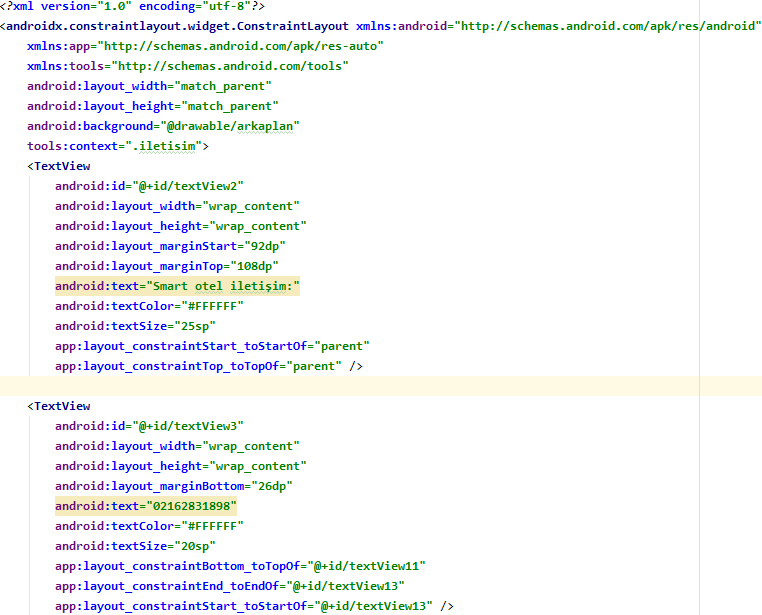 <?xml version="1.0" encoding="utf-8"?>
<androidx.constraintlayout.widget.ConstraintLayout xmlns:android="http://schemas.android.com/apk/res/android"
    xmlns:app="http://schemas.android.com/apk/res-auto"
    xmlns:tools="http://schemas.android.com/tools"
    android:layout_width="match_parent"
    android:layout_height="match_parent"
    android:background="@drawable/arkaplan"
    tools:context=".iletisim">
    <TextView
        android:id="@+id/textView2"
        android:layout_width="wrap_content"
        android:layout_height="wrap_content"
        android:layout_marginStart="92dp"
        android:layout_marginTop="108dp"
        android:text="Smart otel iletişim:"
        android:textColor="#FFFFFF"
        android:textSize="25sp"
        app:layout_constraintStart_toStartOf="parent"
        app:layout_constraintTop_toTopOf="parent" />
    <TextView
        android:id="@+id/textView3"
        android:layout_width="wrap_content"
        android:layout_height="wrap_content"
        android:layout_marginBottom="26dp"
        android:text="02162831898"
        android:textColor="#FFFFFF"
        android:textSize="20sp"
        app:layout_constraintBottom_toTopOf="@+id/textView11"
        app:layout_constraintEnd_toEndOf="@+id/textView13"
        app:layout_constraintStart_toStartOf="@+id/textView13" />